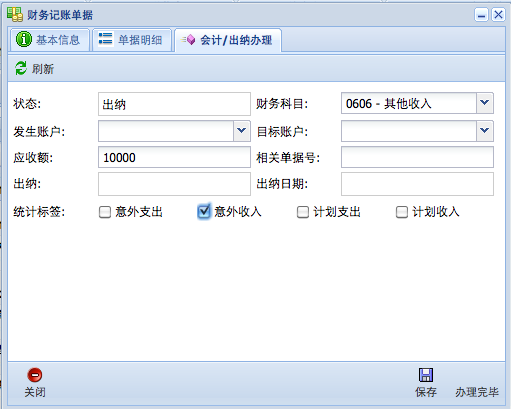 财务记账单据
基本信息 单据明细 会计/出纳办理
刷新
状态: 出纳 财务科目: 0606 - 其他收入
发生账户: 目标账户:
应收额: 10000 相关单据号:
出纳: 出纳日期:
统计标签: 意外支出 意外收入 计划支出 计划收入
关闭 保存 办理完毕